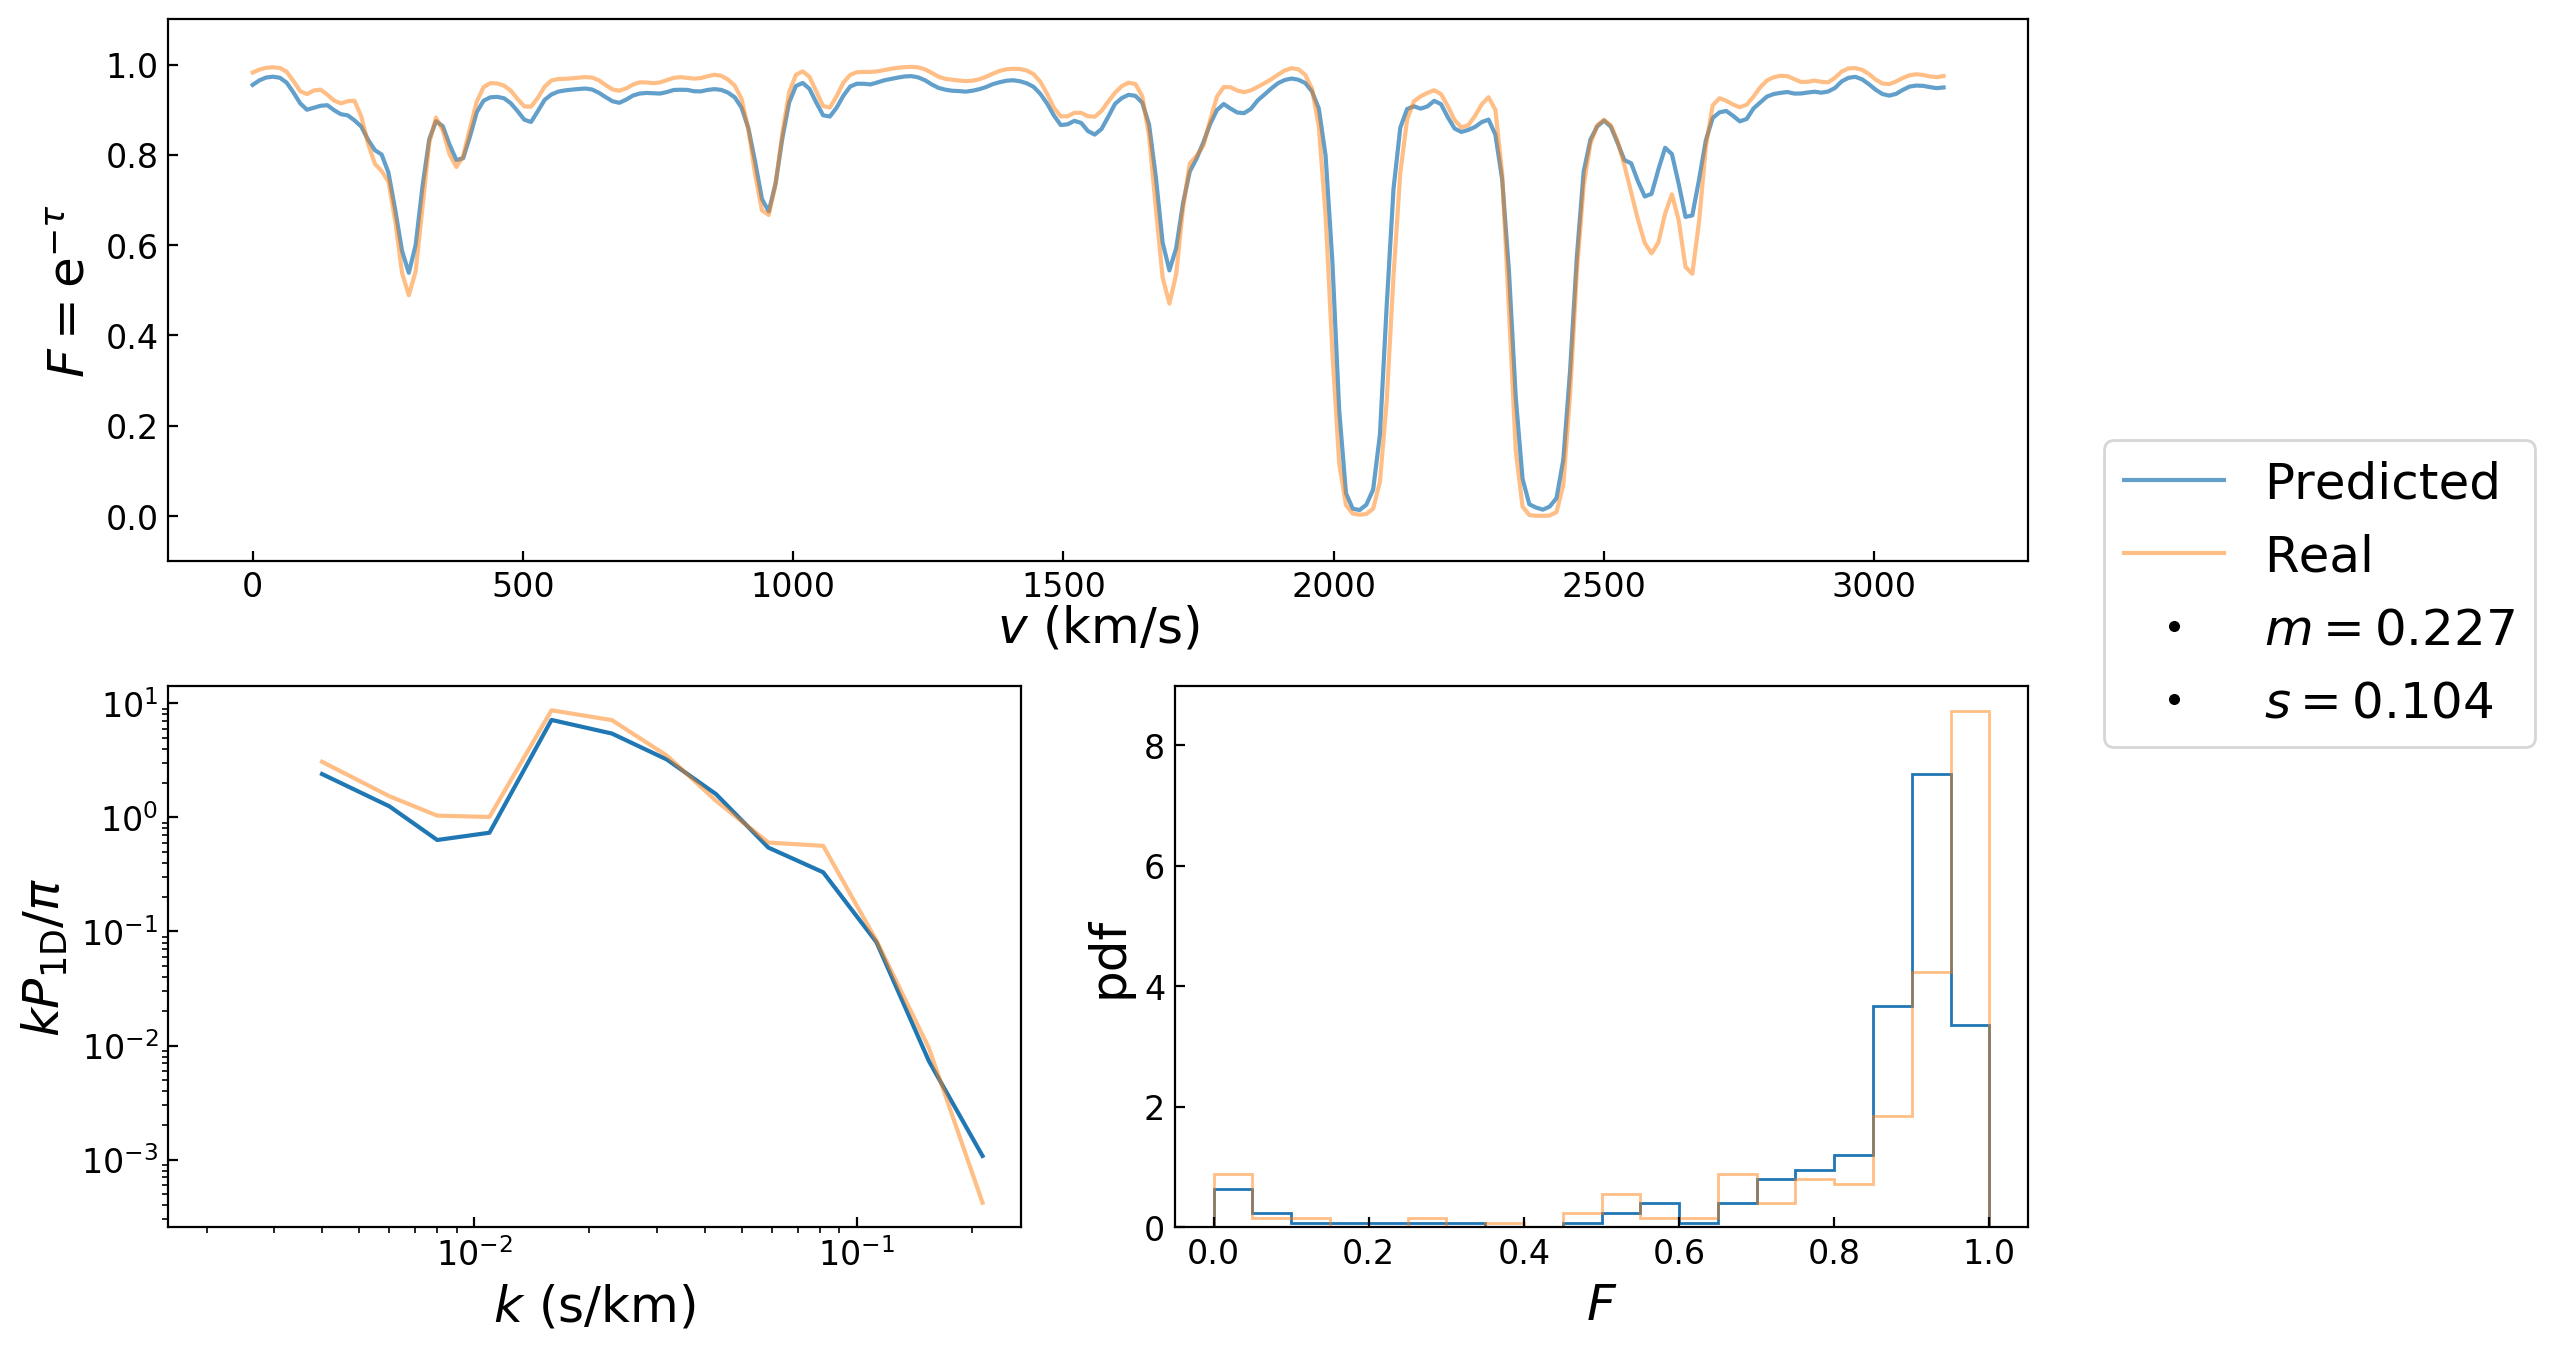 F = e^{−τ}
1.0
0.8
0.6
0.4
0.2
0.0
0 500 1000 1500 2000 2500 3000
v (km/s)
Predicted
Real
m = 0.227
s = 0.104
kP_{1D}/π
10^1
10^0
10^{−1}
10^{−2}
10^{−3}
10^{−2} 10^{−1}
k (s/km)
pdf
8
6
4
2
0
0.0 0.2 0.4 0.6 0.8 1.0
F